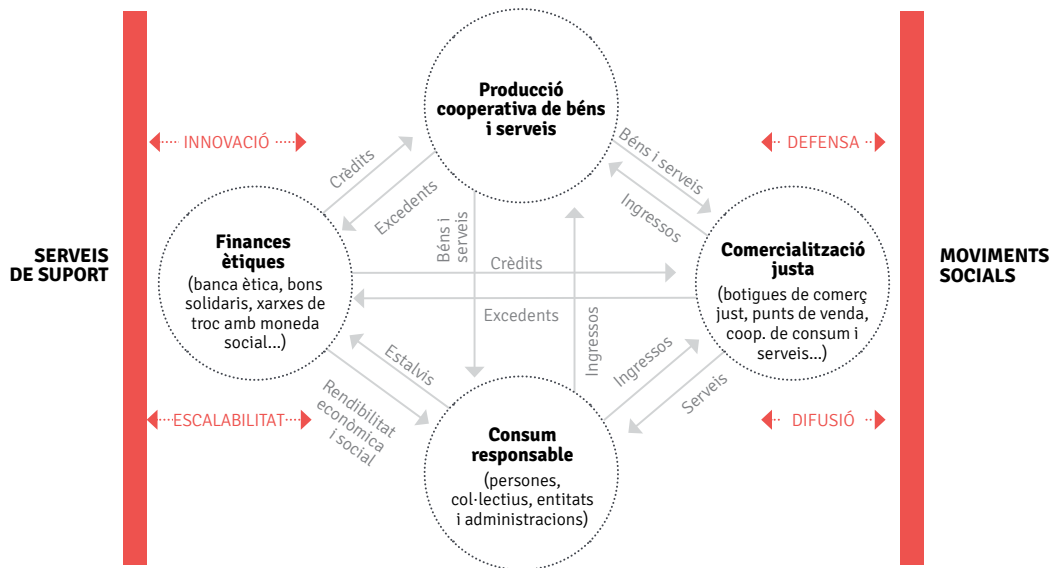 Producció
cooperativa de béns
i serveis
INNOVACIÓ
DEFENSA
Crèdits
Excedents
Béns i serveis
Ingressos
Béns i
serveis
SERVEIS
DE SUPORT
Finances
ètiques
(banca ètica, bons
solidaris, xarxes de
troc amb moneda
social...)
Crèdits
Excedents
Comercialització
justa
(botigues de comerç
just, punts de venda,
coop. de consum i
serveis...)
MOVIMENTS
SOCIALS
Estalvis
Rendibilitat
econòmica
i social
Ingressos
Ingressos
Serveis
ESCALABILITAT
DIFUSIÓ
Consum
responsable
(persones,
col·lectius, entitats
i administracions)